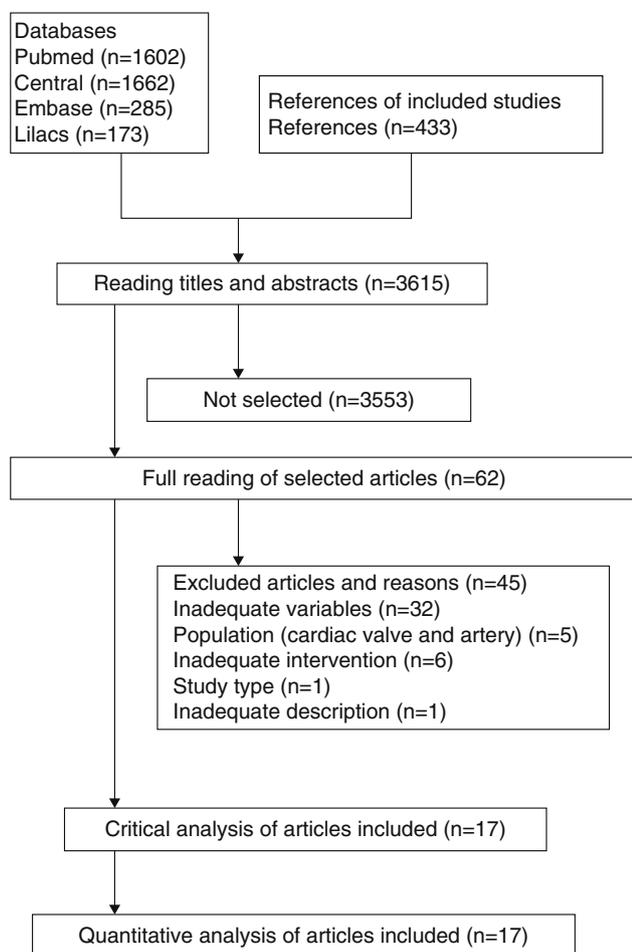 Databases
Pubmed (n=1602)
Central (n=1662)
Embase (n=285)
Lilacs (n=173)
References of included studies
References (n=433)
Reading titles and abstracts (n=3615)
Not selected (n=3553)
Full reading of selected articles (n=62)
Excluded articles and reasons (n=45)
Inadequate variables (n=32)
Population (cardiac valve and artery) (n=5)
Inadequate intervention (n=6)
Study type (n=1)
Inadequate description (n=1)
Critical analysis of articles included (n=17)
Quantitative analysis of articles included (n=17)